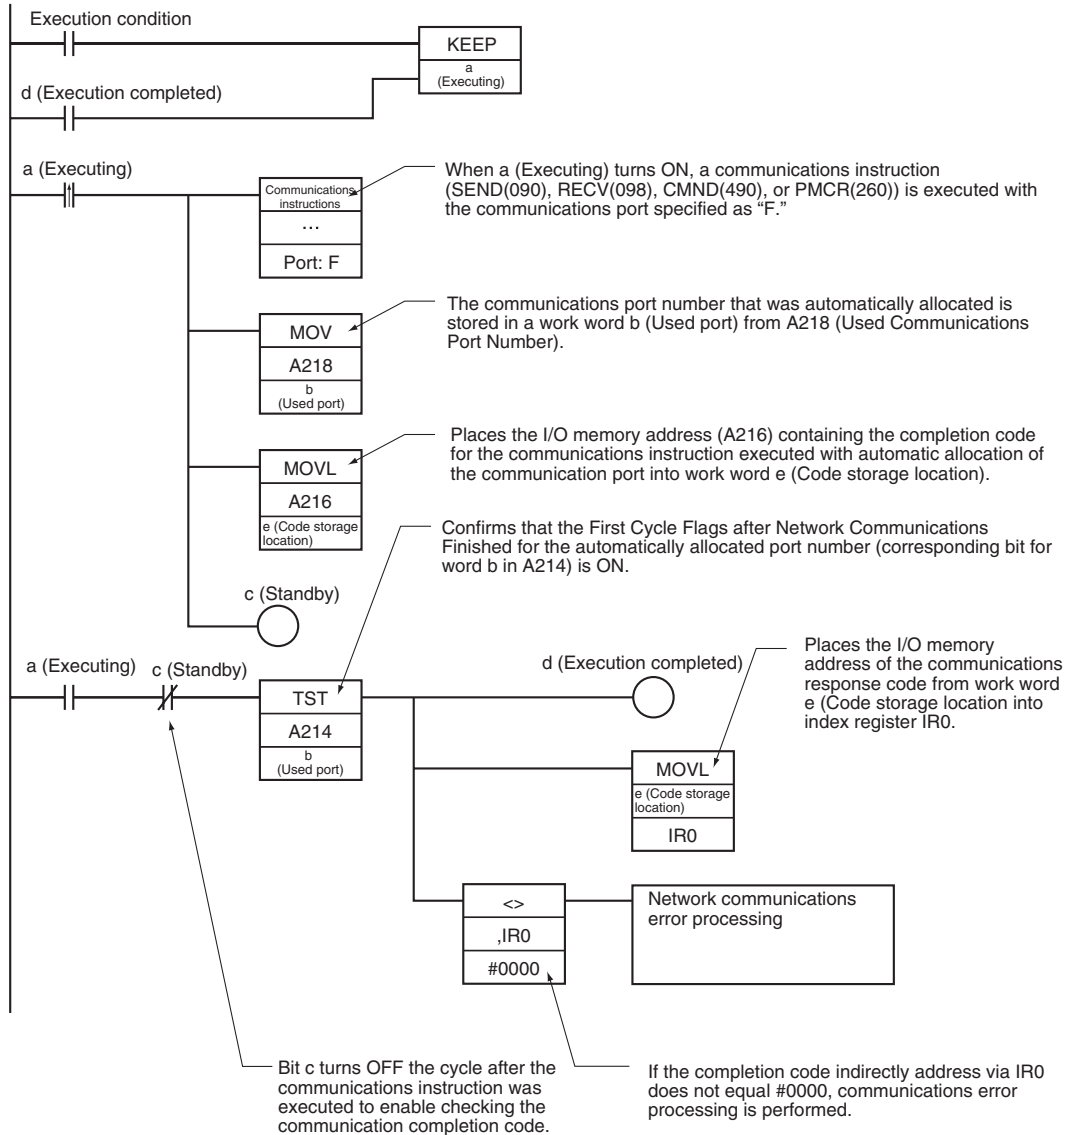 Execution condition
KEEP
a
(Executing)
d (Execution completed)
a (Executing)
Communications
instructions
...
Port: F
When a (Executing) turns ON, a communications instruction
(SEND(090), RECV(098), CMND(490), or PMCR(260)) is executed with
the communications port specified as “F.”
MOV
A218
b
(Used port)
The communications port number that was automatically allocated is
stored in a work word b (Used port) from A218 (Used Communications
Port Number).
MOVL
A216
e (Code storage
location)
Places the I/O memory address (A216) containing the completion code
for the communications instruction executed with automatic allocation of
the communication port into work word e (Code storage location).
Confirms that the First Cycle Flags after Network Communications
Finished for the automatically allocated port number (corresponding bit for
word b in A214) is ON.
c (Standby)
a (Executing)
c (Standby)
TST
A214
b
(Used port)
d (Execution completed)
Places the I/O memory
address of the communications
response code from work word
e (Code storage location into
index register IR0.
MOVL
e (Code storage
location)
IR0
<>
,IR0
#0000
Network communications
error processing
Bit c turns OFF the cycle after the
communications instruction was
executed to enable checking the
communication completion code.
If the completion code indirectly address via IR0
does not equal #0000, communications error
processing is performed.